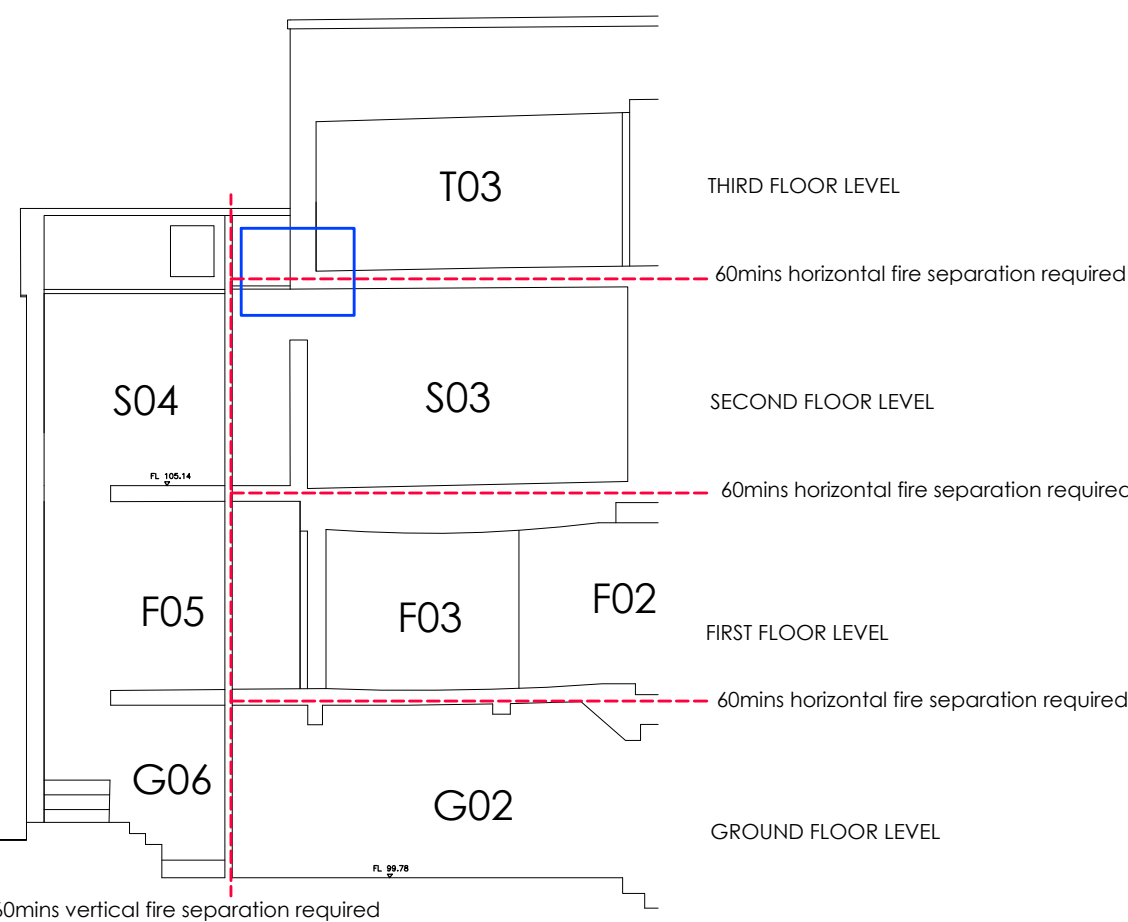 T03
THIRD FLOOR LEVEL
60mins horizontal fire separation required
S04
S03
SECOND FLOOR LEVEL
FL 105.14
60mins horizontal fire separation required
F05
F03
F02
FIRST FLOOR LEVEL
60mins horizontal fire separation required
G06
G02
GROUND FLOOR LEVEL
FL 99.78
60mins vertical fire separation required